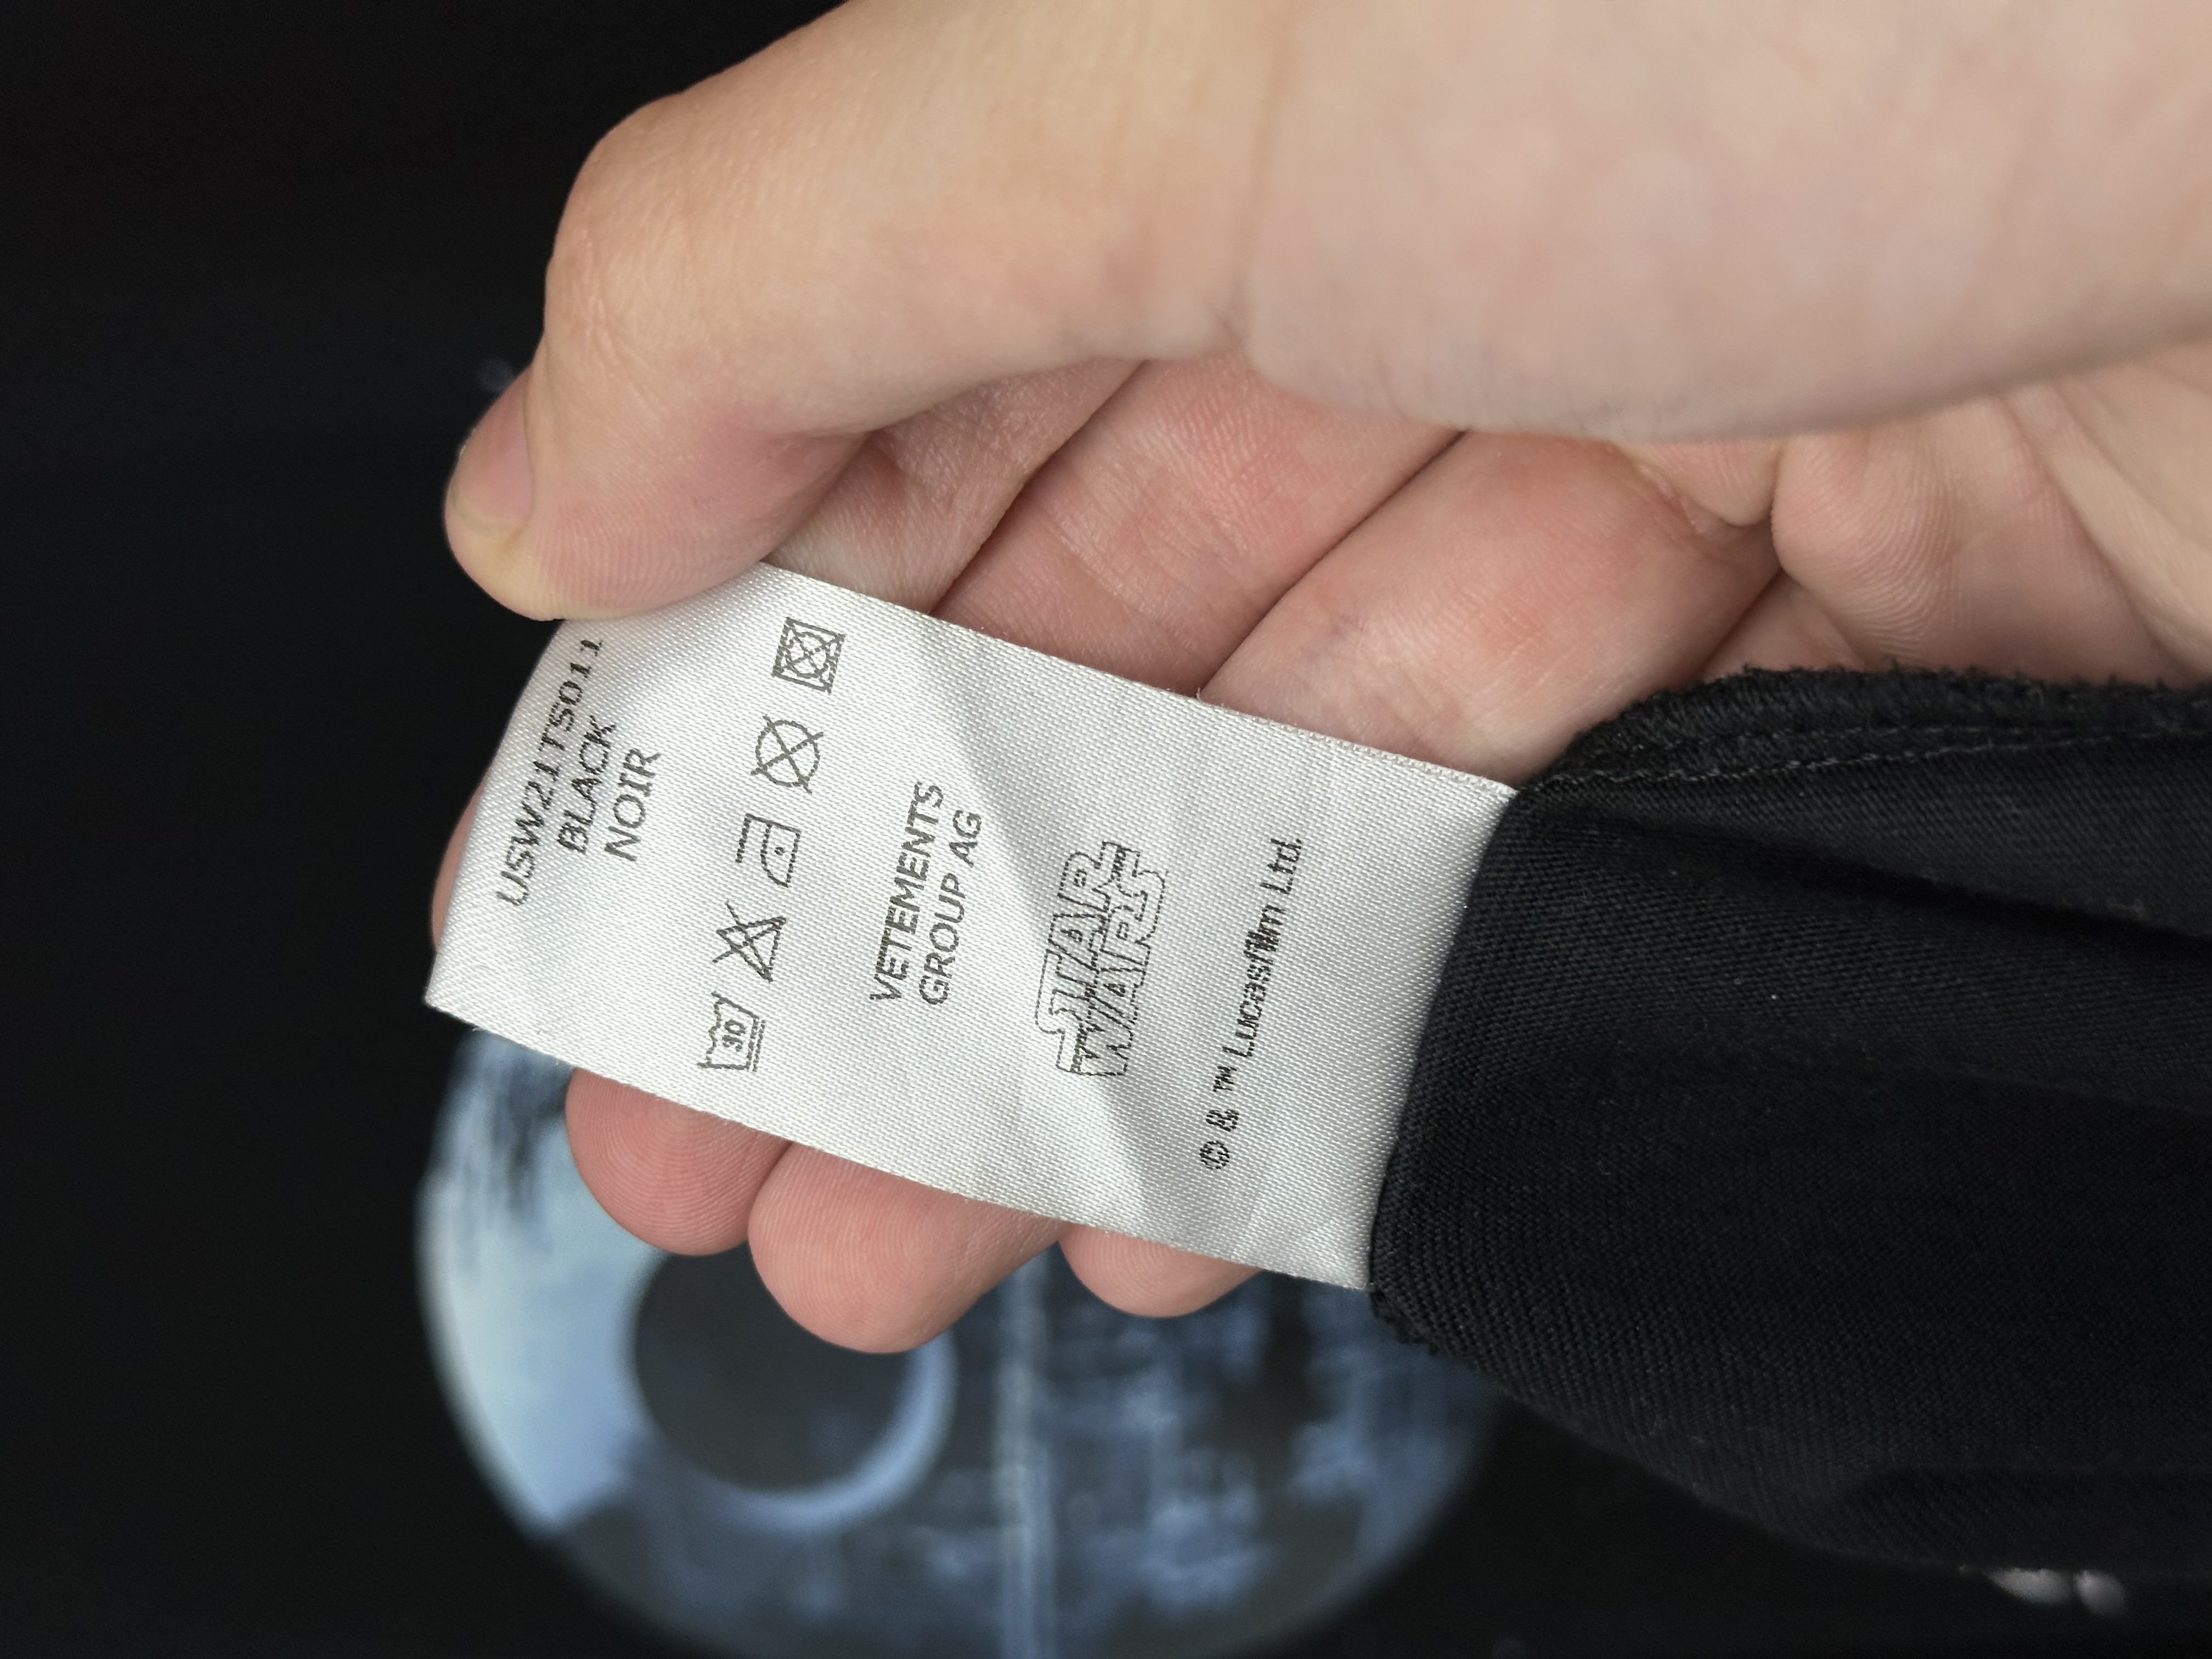 USW21TS011
BLACK
NOIR
30
VETEMENTS
GROUP AG
STAR
WARS
© & ™ Lucasfilm Ltd.